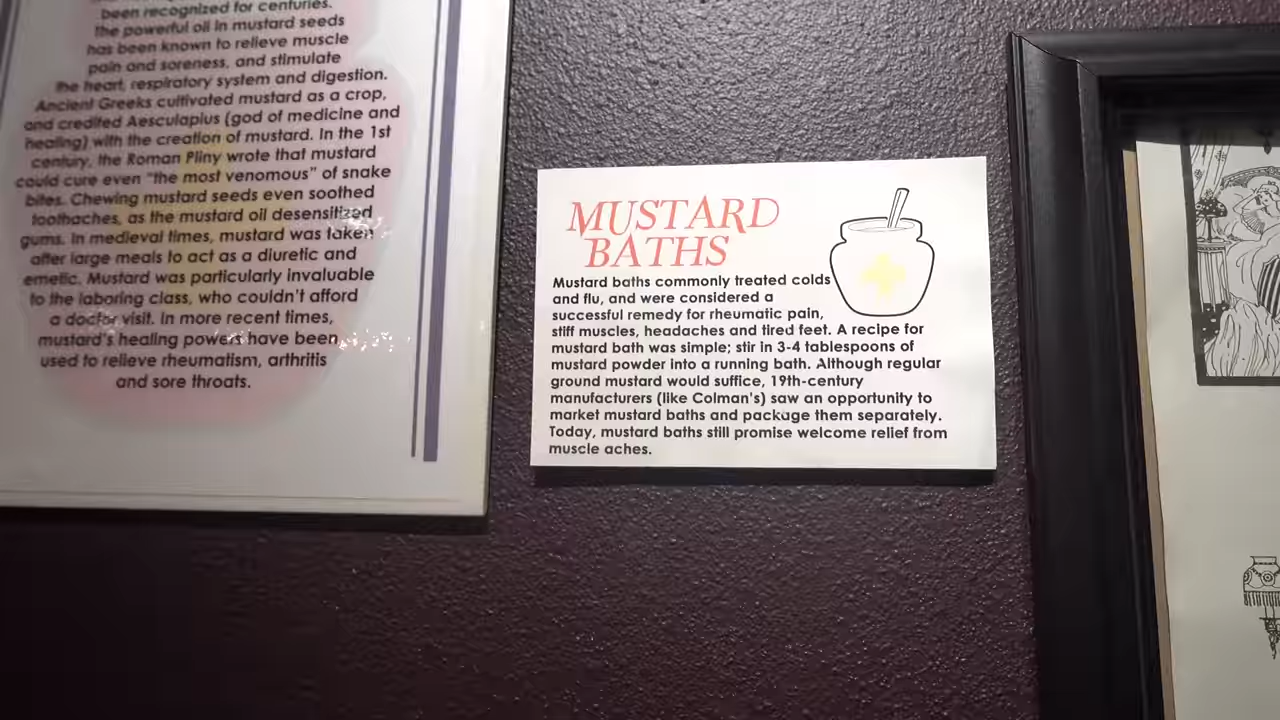 been recognized for centuries.
The powerful oil in mustard seeds
has been known to relieve muscle
pain and soreness, and stimulate
the heart, respiratory system and digestion.
Ancient Greeks cultivated mustard as a crop,
and credited Aesculapius (god of medicine and
healing) with the creation of mustard. In the 1st
century, the Roman Pliny wrote that mustard
could cure even "the most venomous" of snake
bites. Chewing mustard seeds even soothed
toothaches, as the mustard oil desensitized
gums. In medieval times, mustard was taken
after large meals to act as a diuretic and
emetic. Mustard was particularly invaluable
to the laboring class, who couldn't afford
a doctor visit. In more recent times,
mustard's healing powers have been
used to relieve rheumatism, arthritis
and sore throats.
MUSTARD
BATHS
Mustard baths commonly treated colds
and flu, and were considered a
successful remedy for rheumatic pain,
stiff muscles, headaches and tired feet. A recipe for
mustard bath was simple; stir in 3-4 tablespoons of
mustard powder into a running bath. Although regular
ground mustard would suffice, 19th-century
manufacturers (like Colman's) saw an opportunity to
market mustard baths and package them separately.
Today, mustard baths still promise welcome relief from
muscle aches.